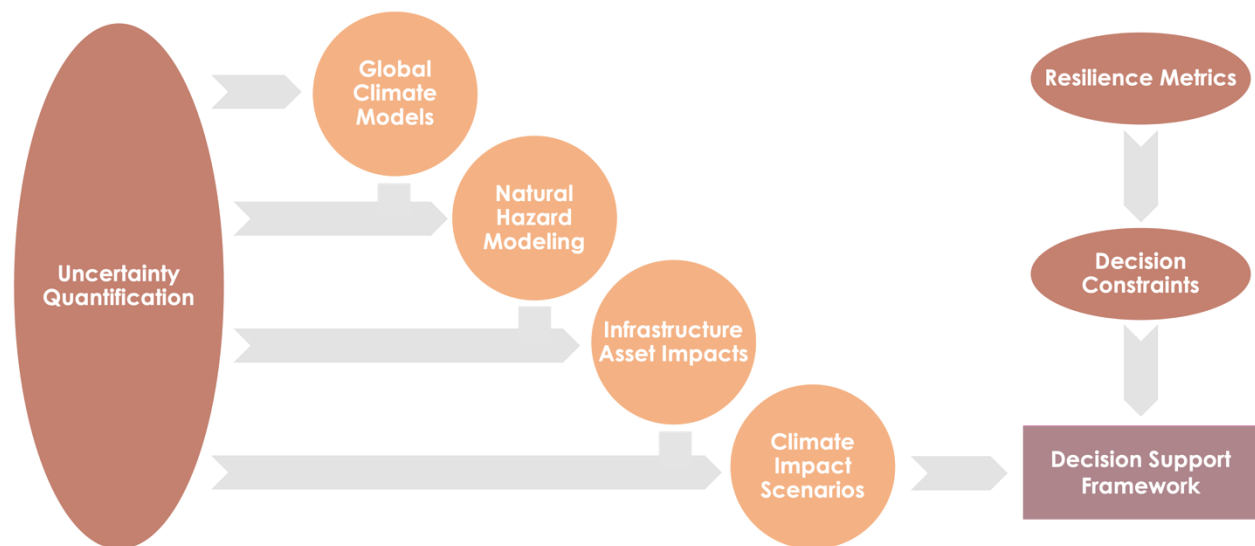 Global
Climate
Models
Resilience Metrics
Natural
Hazard
Modeling
Uncertainty
Quantification
Decision
Constraints
Infrastructure
Asset Impacts
Climate
Impact
Scenarios
Decision Support
Framework